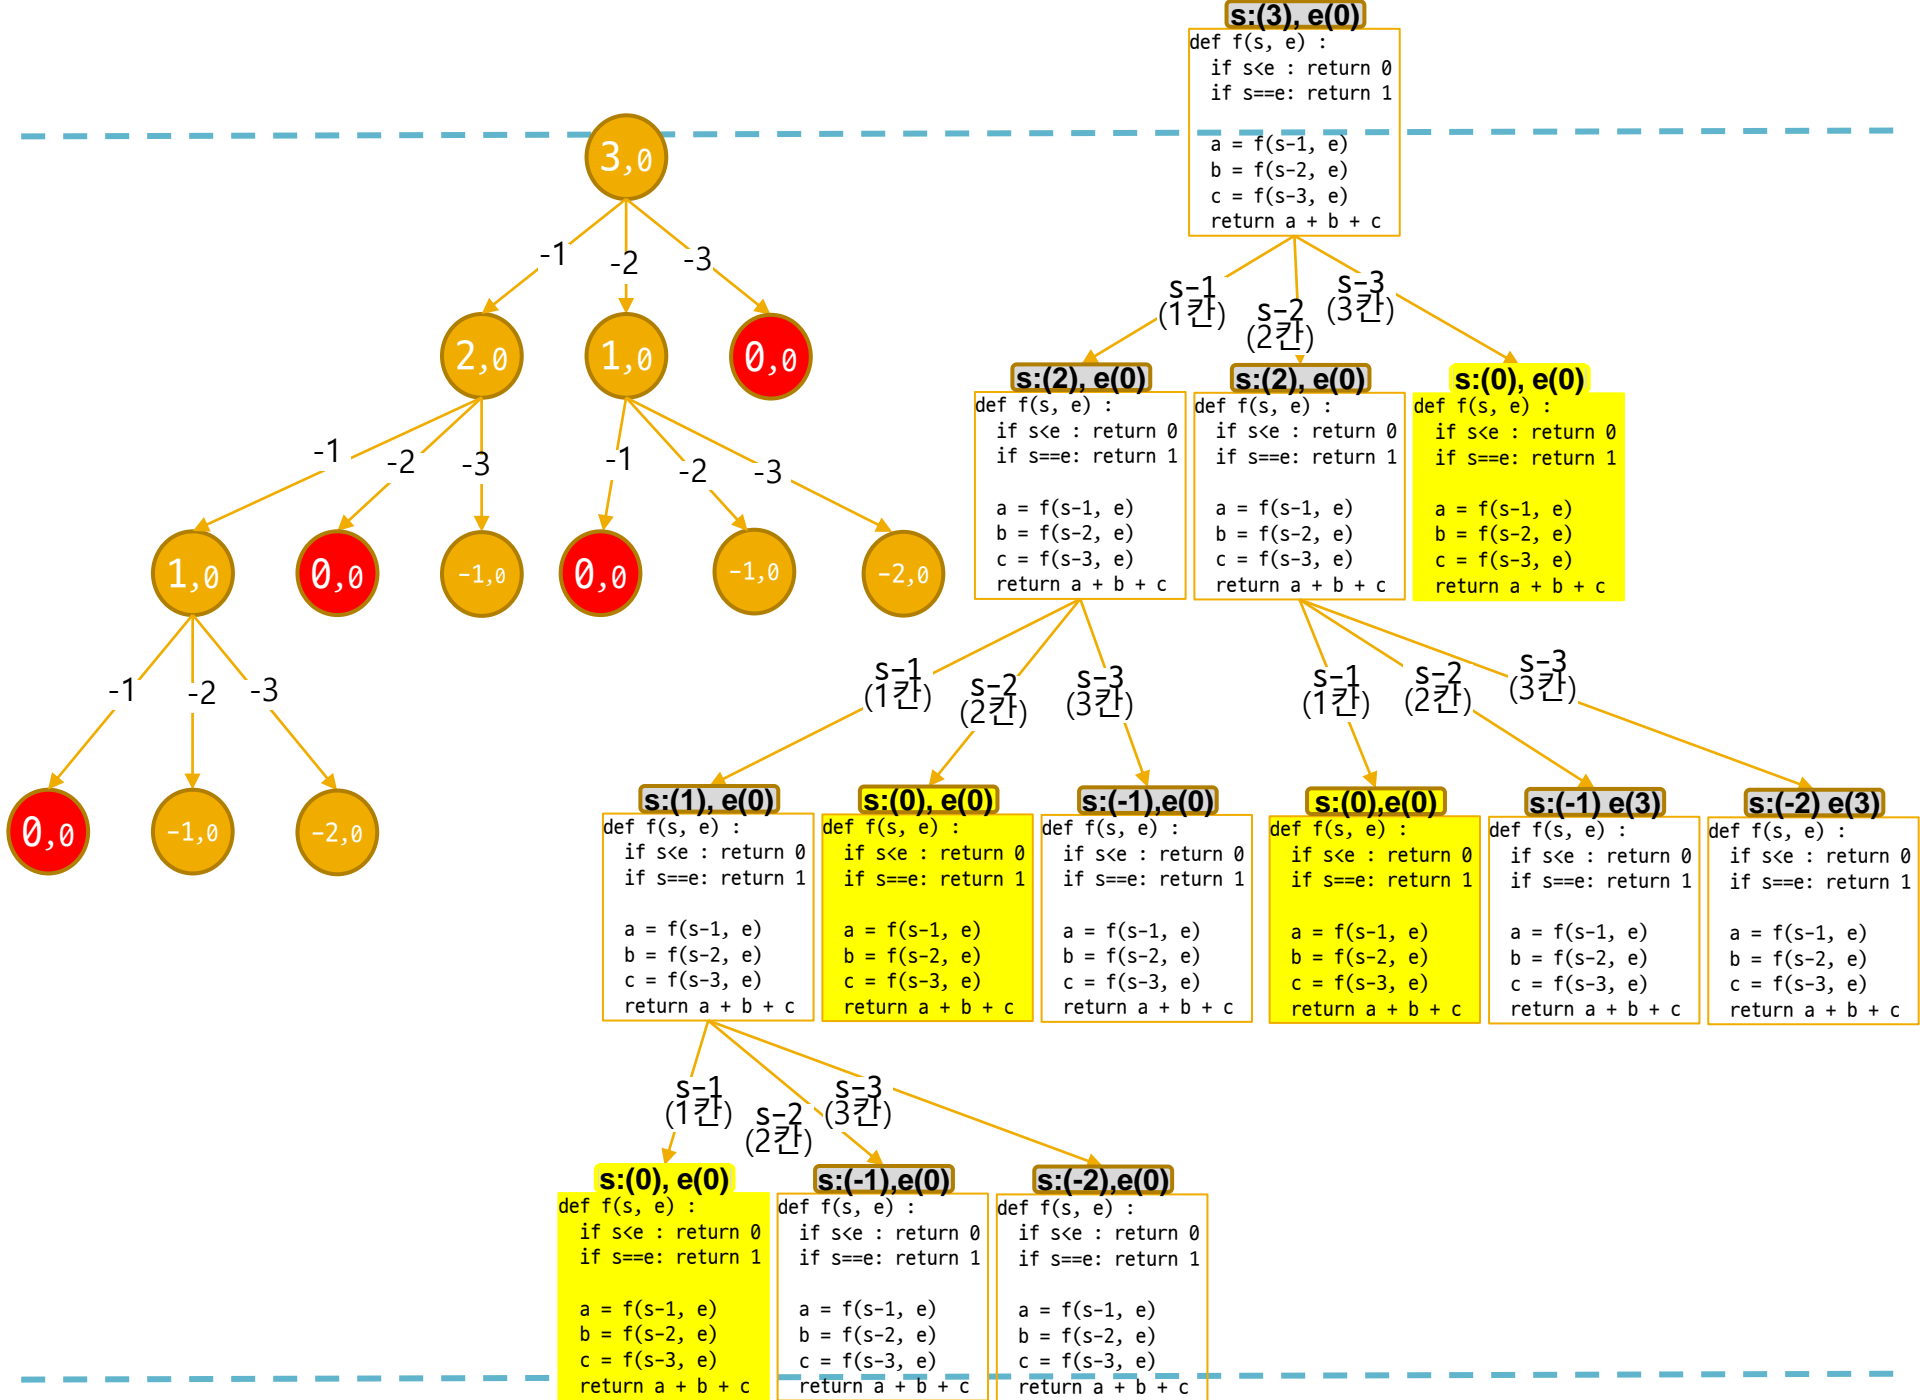 3,0
-1
-2
-3
2,0
1,0
0,0
-1
-2
-3
-1
-2
-3
1,0
0,0
-1,0
0,0
-1,0
-2,0
-1
-2
-3
0,0
-1,0
-2,0
s:(3), e(0)
def f(s, e) :
if s<e : return 0
if s==e: return 1
a = f(s-1, e)
b = f(s-2, e)
c = f(s-3, e)
return a + b + c
s-1
(1칸)
s-2
(2칸)
s-3
(3칸)
s:(2), e(0)
def f(s, e) :
if s<e : return 0
if s==e: return 1
a = f(s-1, e)
b = f(s-2, e)
c = f(s-3, e)
return a + b + c
s:(2), e(0)
def f(s, e) :
if s<e : return 0
if s==e: return 1
a = f(s-1, e)
b = f(s-2, e)
c = f(s-3, e)
return a + b + c
s:(0), e(0)
def f(s, e) :
if s<e : return 0
if s==e: return 1
a = f(s-1, e)
b = f(s-2, e)
c = f(s-3, e)
return a + b + c
s-1
(1칸)
s-2
(2칸)
s-3
(3칸)
s-1
(1칸)
s-2
(2칸)
s-3
(3칸)
s:(1), e(0)
def f(s, e) :
if s<e : return 0
if s==e: return 1
a = f(s-1, e)
b = f(s-2, e)
c = f(s-3, e)
return a + b + c
s:(0), e(0)
def f(s, e) :
if s<e : return 0
if s==e: return 1
a = f(s-1, e)
b = f(s-2, e)
c = f(s-3, e)
return a + b + c
s:(-1),e(0)
def f(s, e) :
if s<e : return 0
if s==e: return 1
a = f(s-1, e)
b = f(s-2, e)
c = f(s-3, e)
return a + b + c
s:(0),e(0)
def f(s, e) :
if s<e : return 0
if s==e: return 1
a = f(s-1, e)
b = f(s-2, e)
c = f(s-3, e)
return a + b + c
s:(-1) e(3)
def f(s, e) :
if s<e : return 0
if s==e: return 1
a = f(s-1, e)
b = f(s-2, e)
c = f(s-3, e)
return a + b + c
s:(-2) e(3)
def f(s, e) :
if s<e : return 0
if s==e: return 1
a = f(s-1, e)
b = f(s-2, e)
c = f(s-3, e)
return a + b + c
s-1
(1칸)
s-2
(2칸)
s-3
(3칸)
s:(0), e(0)
def f(s, e) :
if s<e : return 0
if s==e: return 1
a = f(s-1, e)
b = f(s-2, e)
c = f(s-3, e)
return a + b + c
s:(-1),e(0)
def f(s, e) :
if s<e : return 0
if s==e: return 1
a = f(s-1, e)
b = f(s-2, e)
c = f(s-3, e)
return a + b + c
s:(-2),e(0)
def f(s, e) :
if s<e : return 0
if s==e: return 1
a = f(s-1, e)
b = f(s-2, e)
c = f(s-3, e)
return a + b + c